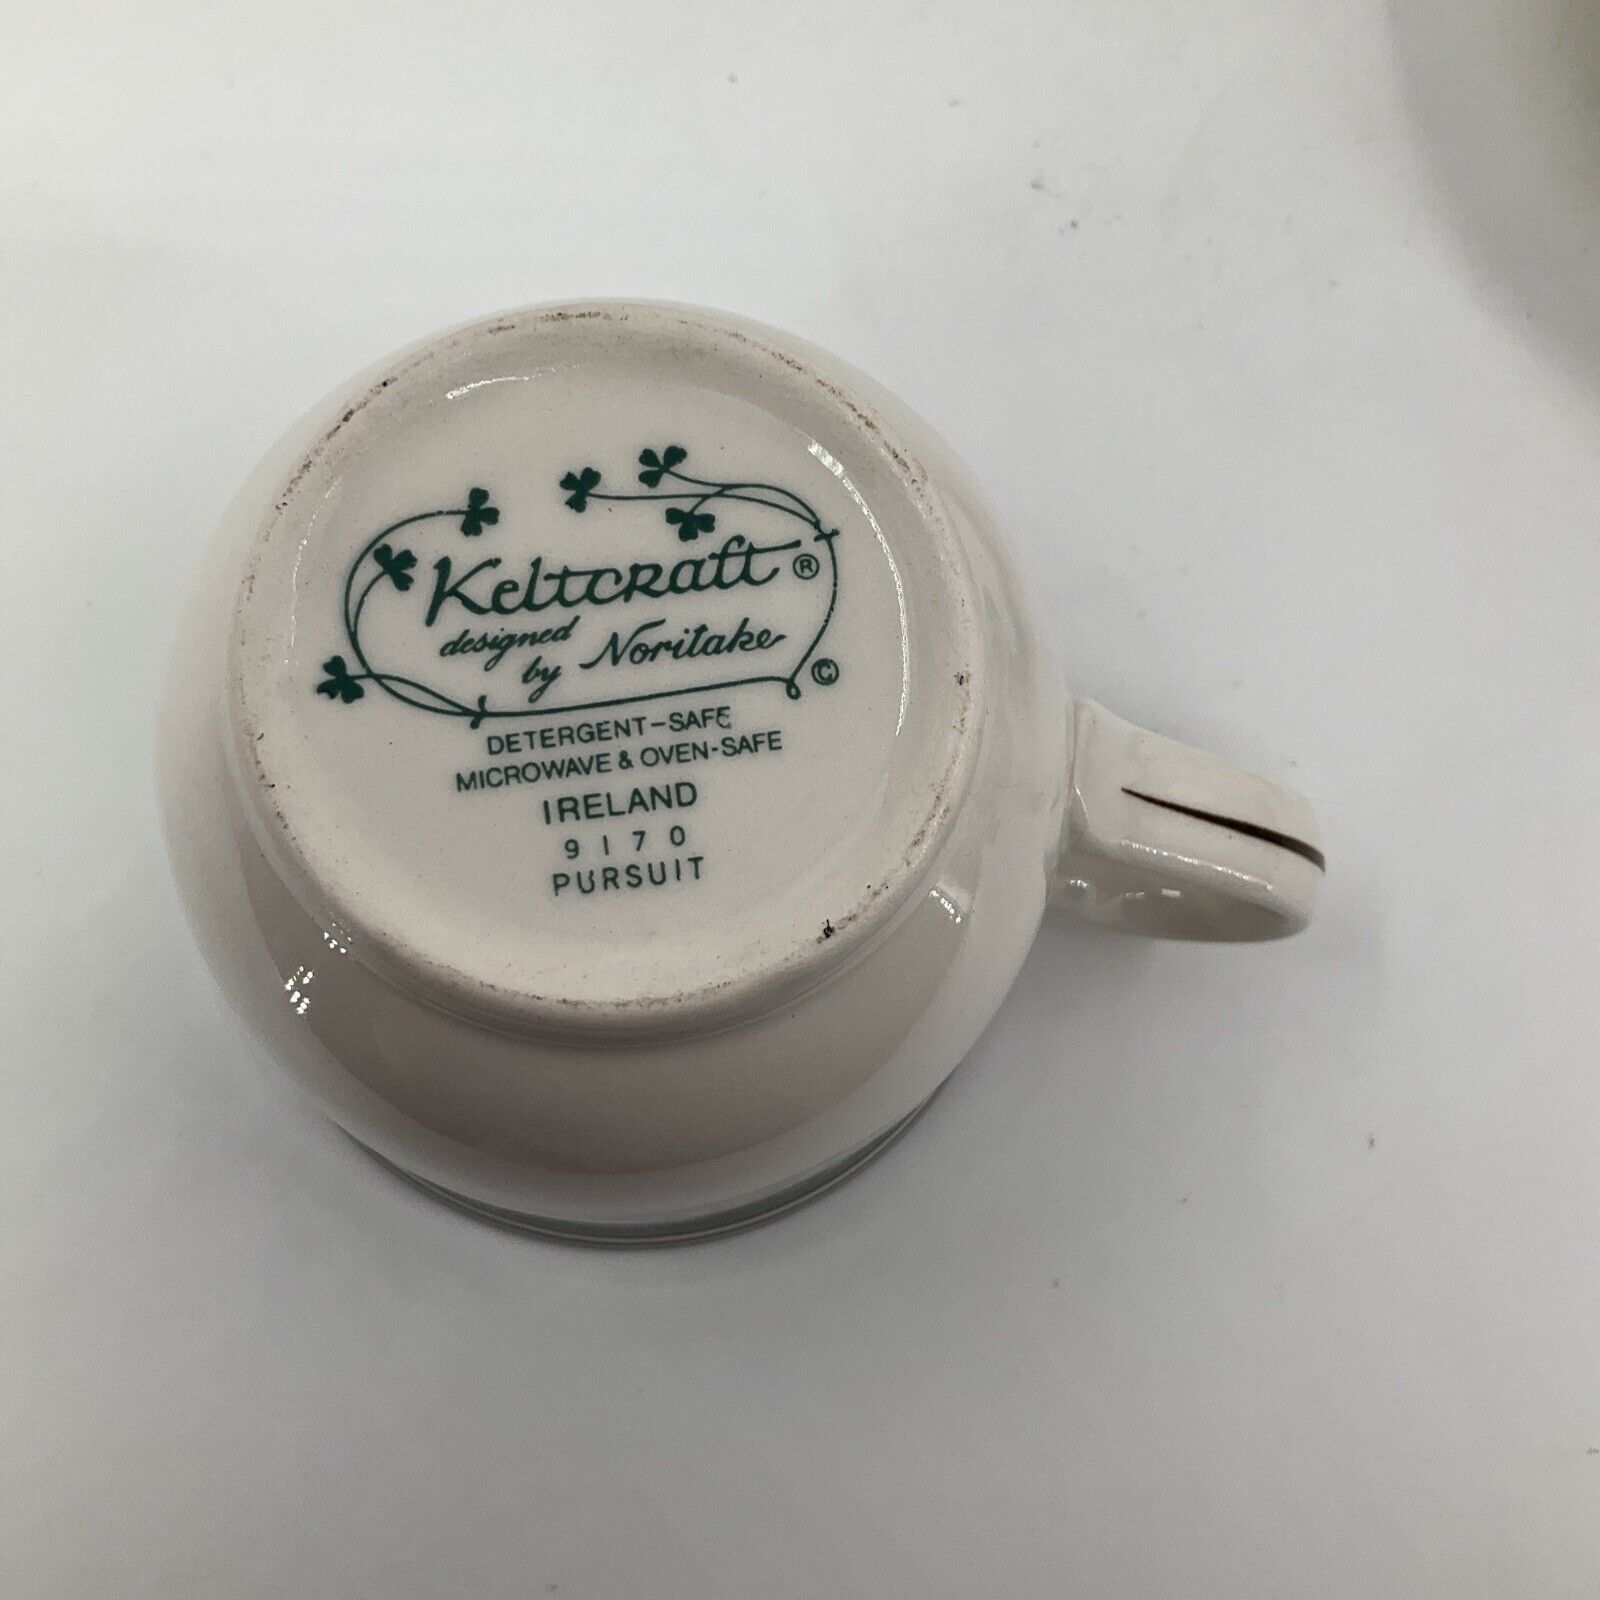 Keltcraft ®
designed
by Noritake ©
DETERGENT-SAFE
MICROWAVE & OVEN-SAFE
IRELAND
9170
PURSUIT